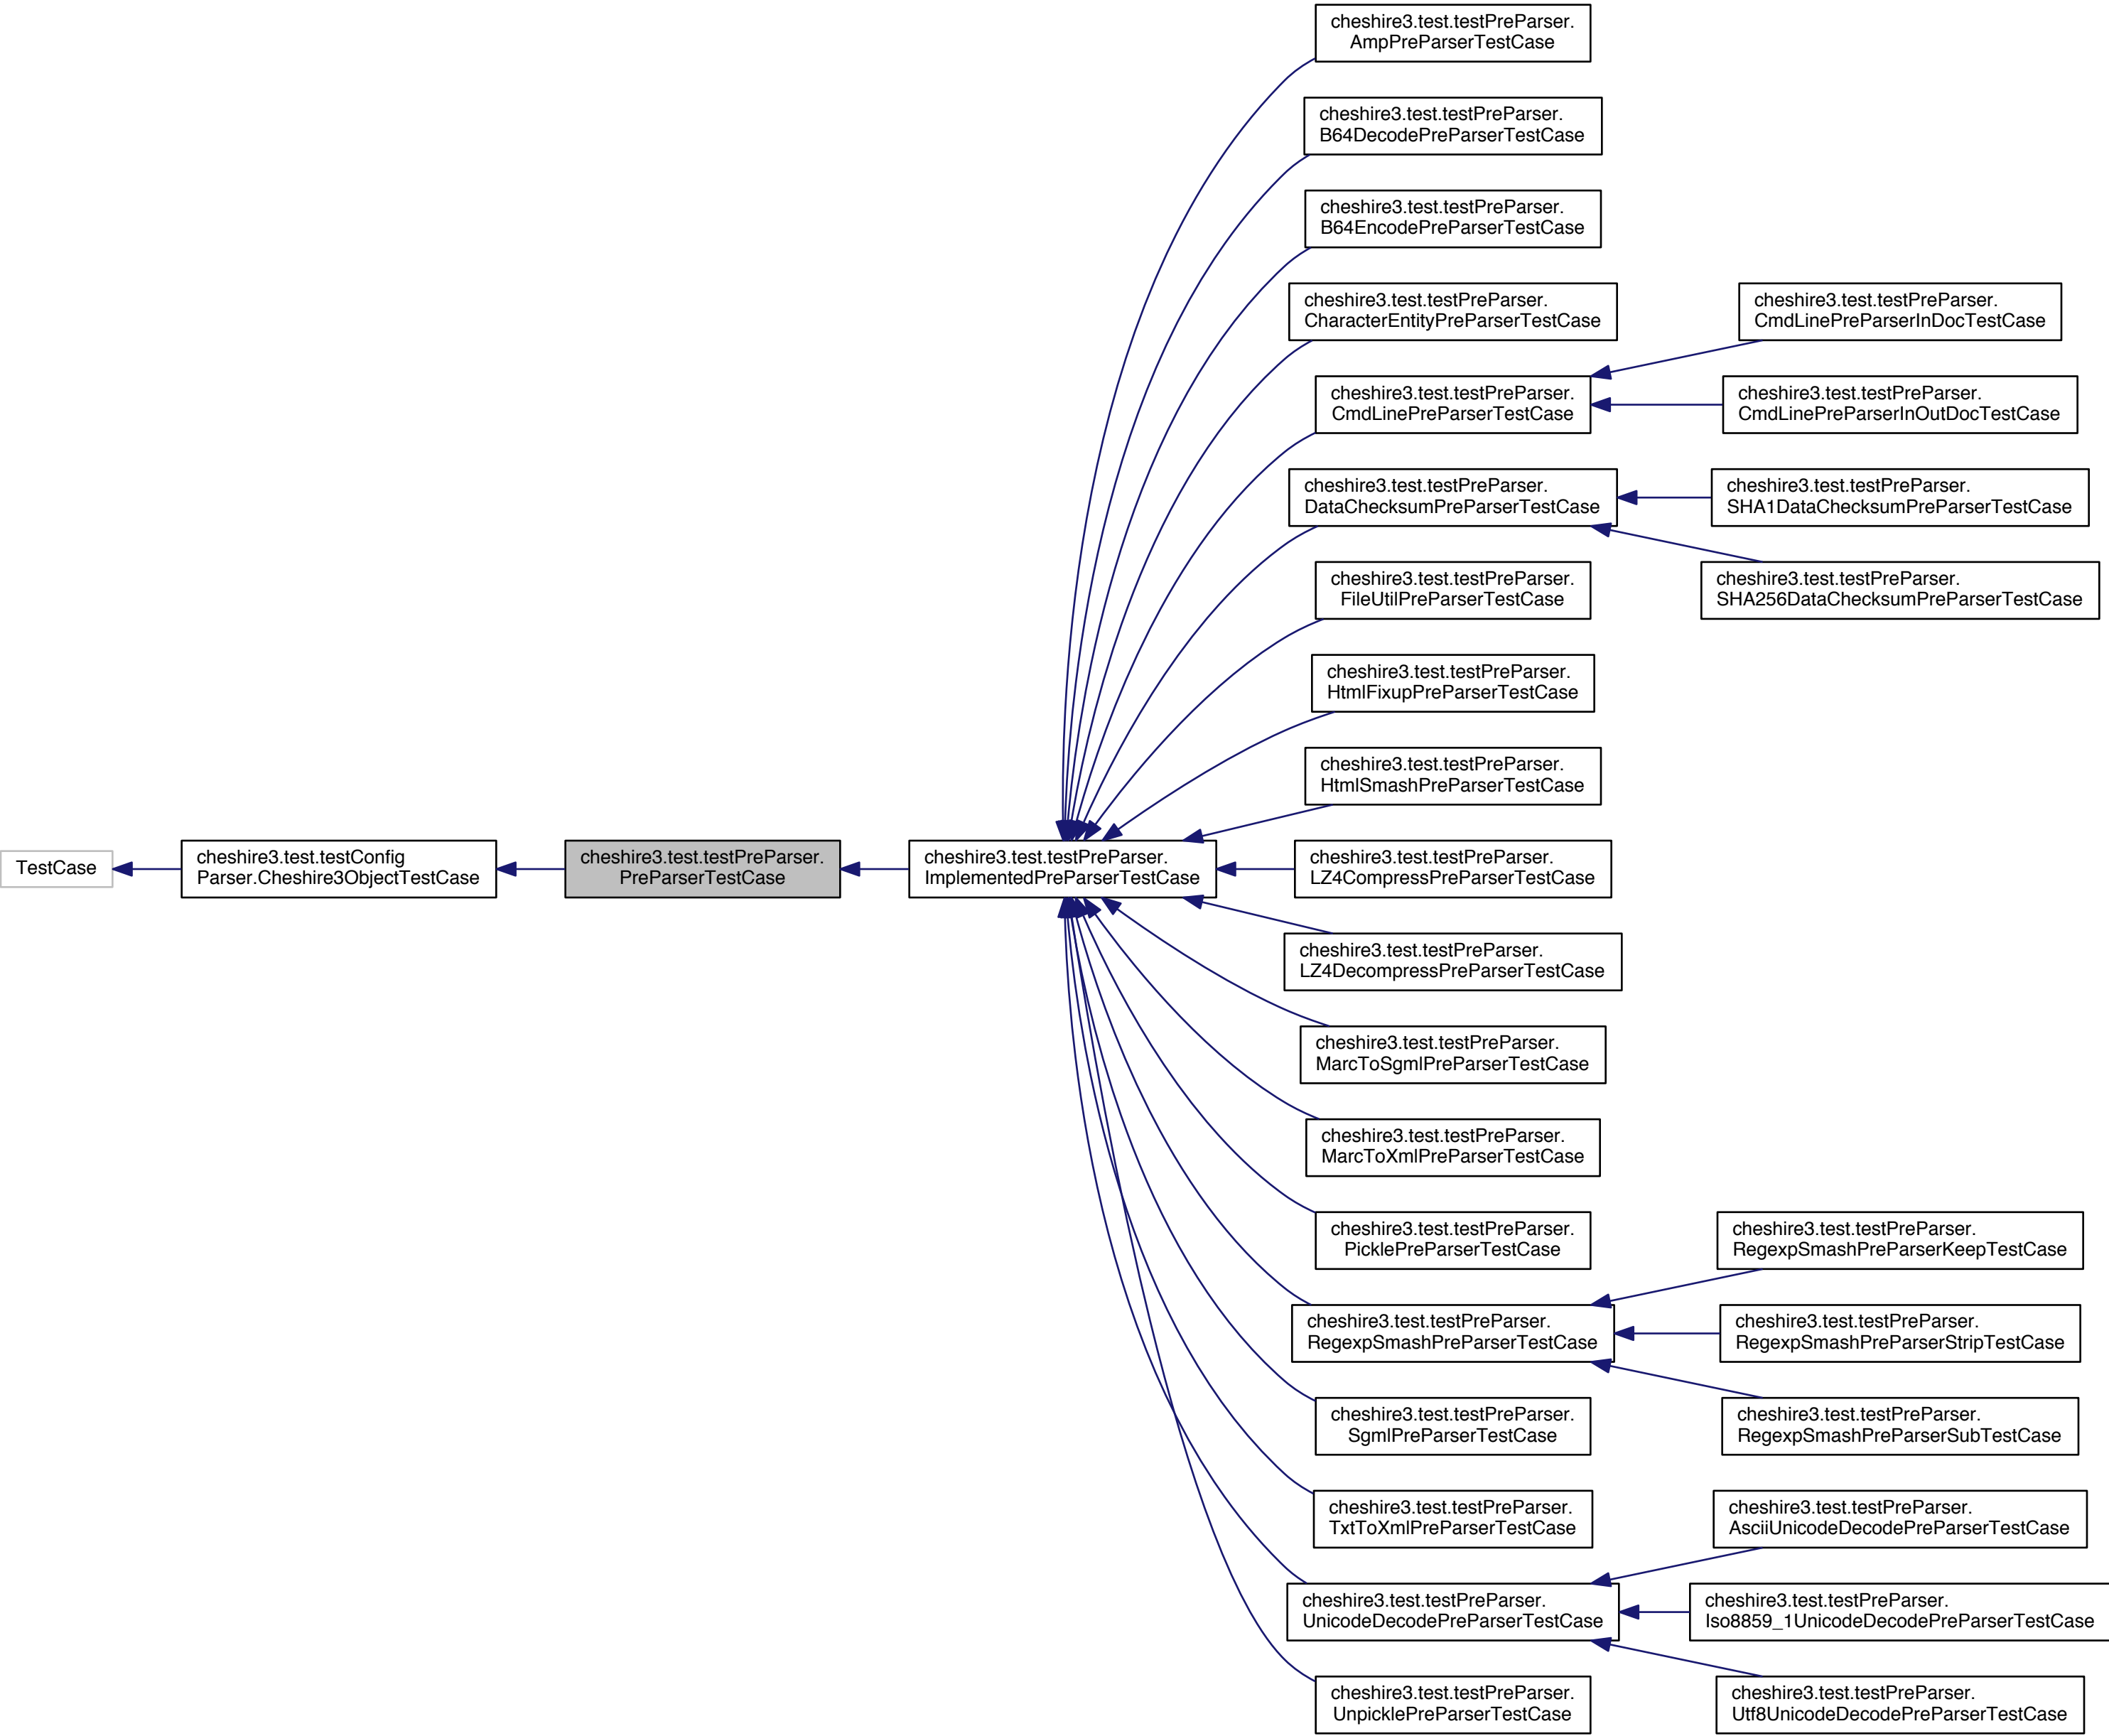 cheshire3.test.testPreParser.
AmpPreParserTestCase
cheshire3.test.testPreParser.
B64DecodePreParserTestCase
cheshire3.test.testPreParser.
B64EncodePreParserTestCase
cheshire3.test.testPreParser.
CharacterEntityPreParserTestCase
cheshire3.test.testPreParser.
CmdLinePreParserInDocTestCase
cheshire3.test.testPreParser.
CmdLinePreParserTestCase
cheshire3.test.testPreParser.
CmdLinePreParserInOutDocTestCase
cheshire3.test.testPreParser.
DataChecksumPreParserTestCase
cheshire3.test.testPreParser.
SHA1DataChecksumPreParserTestCase
cheshire3.test.testPreParser.
FileUtilPreParserTestCase
cheshire3.test.testPreParser.
SHA256DataChecksumPreParserTestCase
cheshire3.test.testPreParser.
HtmlFixupPreParserTestCase
cheshire3.test.testPreParser.
HtmlSmashPreParserTestCase
TestCase
cheshire3.test.testConfig
Parser.Cheshire3ObjectTestCase
cheshire3.test.testPreParser.
PreParserTestCase
cheshire3.test.testPreParser.
ImplementedPreParserTestCase
cheshire3.test.testPreParser.
LZ4CompressPreParserTestCase
cheshire3.test.testPreParser.
LZ4DecompressPreParserTestCase
cheshire3.test.testPreParser.
MarcToSgmlPreParserTestCase
cheshire3.test.testPreParser.
MarcToXmlPreParserTestCase
cheshire3.test.testPreParser.
PicklePreParserTestCase
cheshire3.test.testPreParser.
RegexpSmashPreParserKeepTestCase
cheshire3.test.testPreParser.
RegexpSmashPreParserTestCase
cheshire3.test.testPreParser.
RegexpSmashPreParserStripTestCase
cheshire3.test.testPreParser.
SgmlPreParserTestCase
cheshire3.test.testPreParser.
RegexpSmashPreParserSubTestCase
cheshire3.test.testPreParser.
TxtToXmlPreParserTestCase
cheshire3.test.testPreParser.
AsciiUnicodeDecodePreParserTestCase
cheshire3.test.testPreParser.
UnicodeDecodePreParserTestCase
cheshire3.test.testPreParser.
Iso8859_1UnicodeDecodePreParserTestCase
cheshire3.test.testPreParser.
UnpicklePreParserTestCase
cheshire3.test.testPreParser.
Utf8UnicodeDecodePreParserTestCase